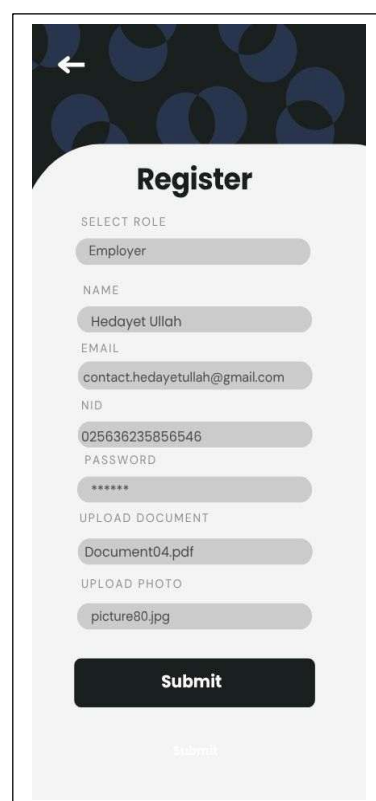 Register
SELECT ROLE
Employer
NAME
Hedayet Ullah
EMAIL
contact.hedayetullah@gmail.com
NID
025636235856546
PASSWORD
******
UPLOAD DOCUMENT
Document04.pdf
UPLOAD PHOTO
picture80.jpg
Submit
Submit